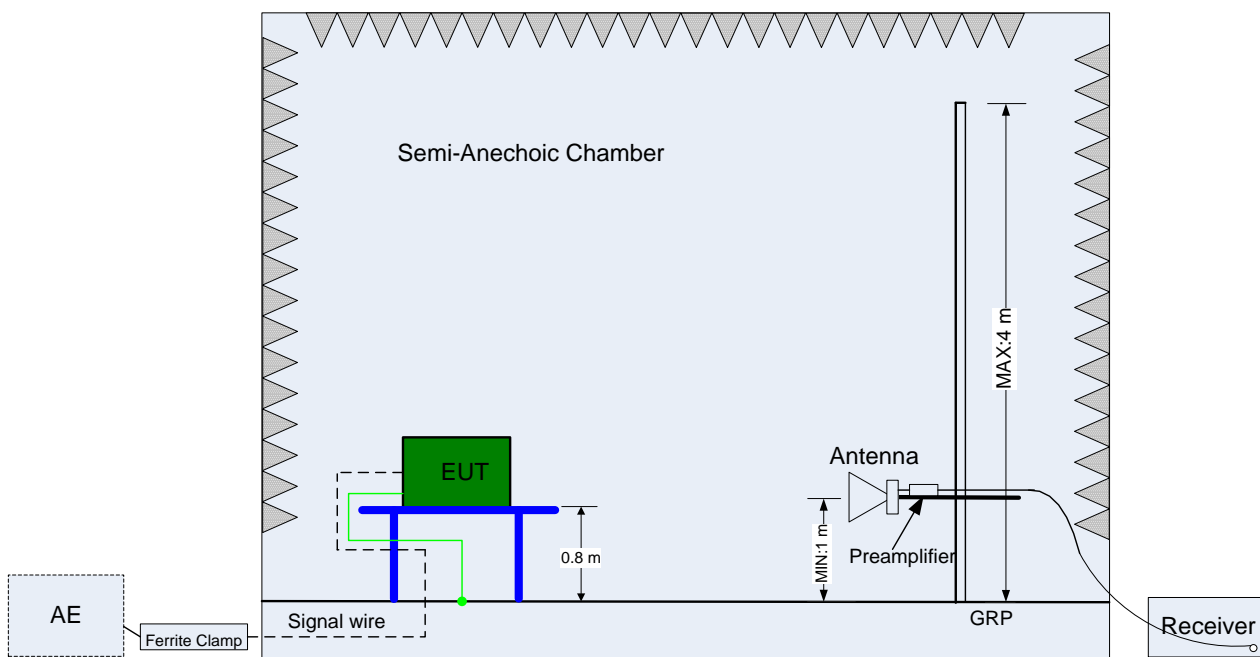 Semi-Anechoic Chamber
MAX:4 m
EUT
Antenna
0.8 m
MIN:1 m
Preamplifier
AE
Ferrite Clamp
Signal wire
GRP
Receiver